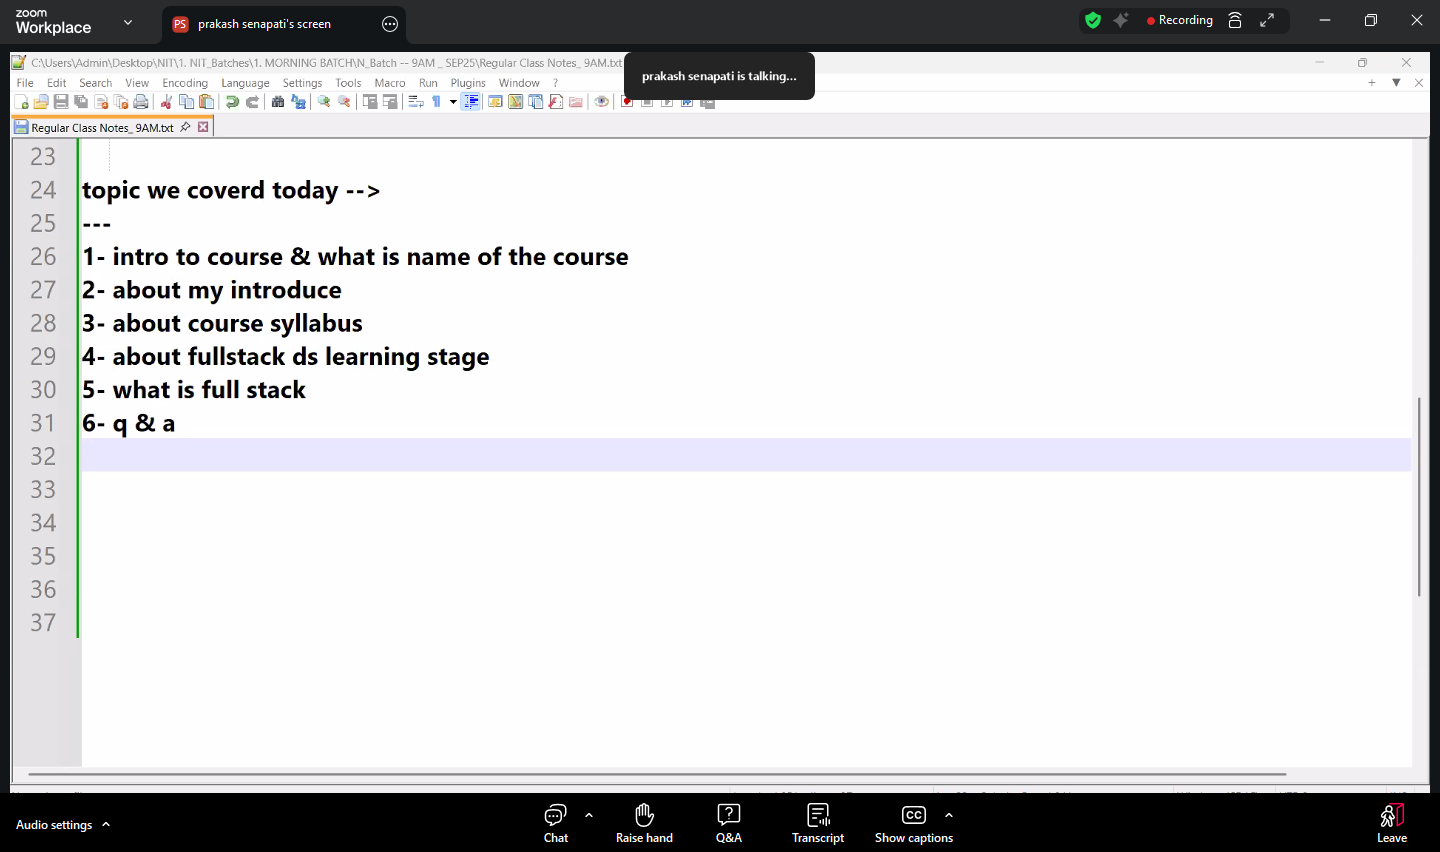 zoom
Workplace
PS prakash senapati's screen
Recording
C:\Users\Admin\Desktop\NIT\1. NIT_Batches\1. MORNING BATCH\N_Batch -- 9AM _ SEP25\Regular Class Notes_ 9AM.txt
prakash senapati is talking...
File Edit Search View Encoding Language Settings Tools Macro Run Plugins Window ?
Regular Class Notes_ 9AM.txt
23
24 topic we coverd today -->
25 ---
26 1- intro to course & what is name of the course
27 2- about my introduce
28 3- about course syllabus
29 4- about fullstack ds learning stage
30 5- what is full stack
31 6- q & a
32
33
34
35
36
37
Audio settings
Chat
Raise hand
Q&A
Transcript
CC
Show captions
Leave